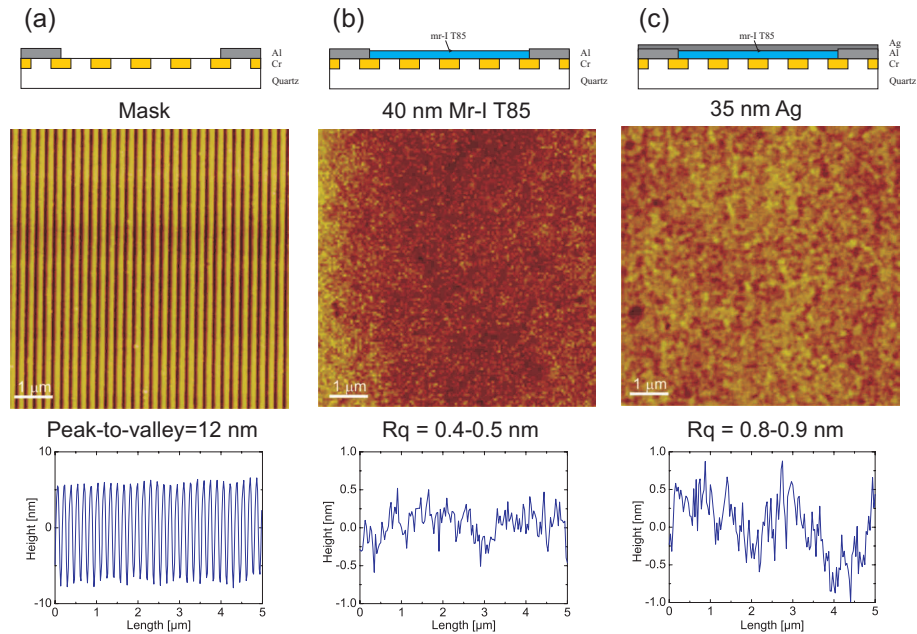 (a)
(b)
(c)
Al
Cr
Quartz
mr-I T85
Al
Cr
Quartz
mr-I T85
Ag
Al
Cr
Quartz
Mask
40 nm Mr-I T85
35 nm Ag
1 µm
1 µm
1 µm
Peak-to-valley=12 nm
Rq = 0.4-0.5 nm
Rq = 0.8-0.9 nm
10
0
-10
Height [nm]
0 1 2 3 4 5
Length [µm]
1.0
0.5
0.0
-0.5
-1.0
Height [nm]
0 1 2 3 4 5
Length [µm]
1.0
0.5
0.0
-0.5
-1.0
Height [nm]
0 1 2 3 4 5
Length [µm]